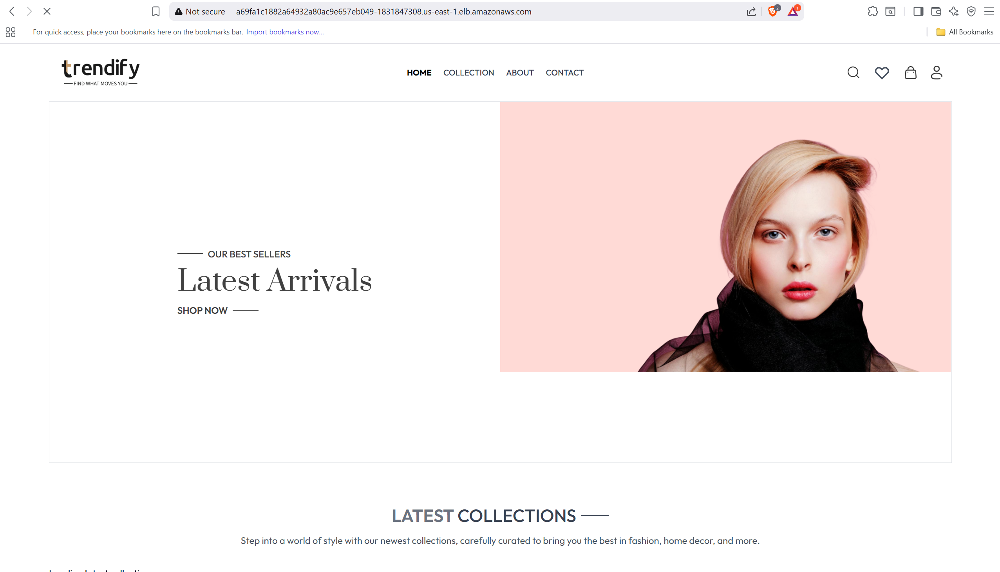 Not secure a69fa1c1882a64932a80ac9e657eb049-1831847308.us-east-1.elb.amazonaws.com 2 1
For quick access, place your bookmarks here on the bookmarks bar. Import bookmarks now... All Bookmarks
trendify
FIND WHAT MOVES YOU
HOME COLLECTION ABOUT CONTACT
OUR BEST SELLERS
Latest Arrivals
SHOP NOW
LATEST COLLECTIONS
Step into a world of style with our newest collections, carefully curated to bring you the best in fashion, home decor, and more.